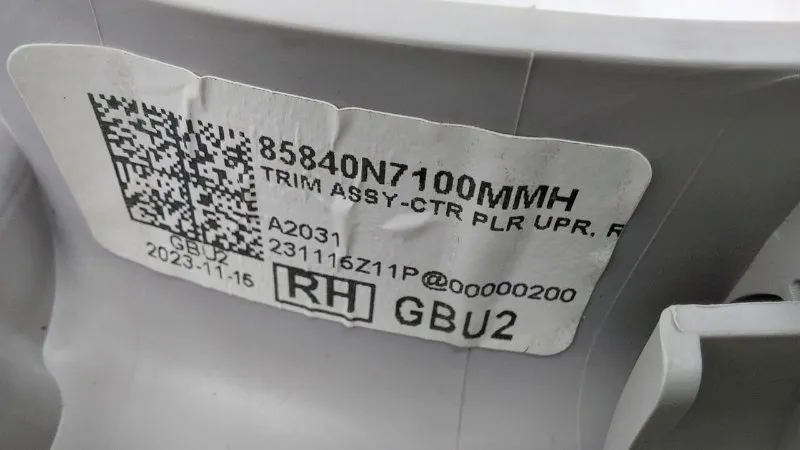 85840N7100MMH
TRIM ASSY-CTR PLR UPR, R
A2031
231116Z11P@00000200
GBU2
2023-11-16
RH
GBU2